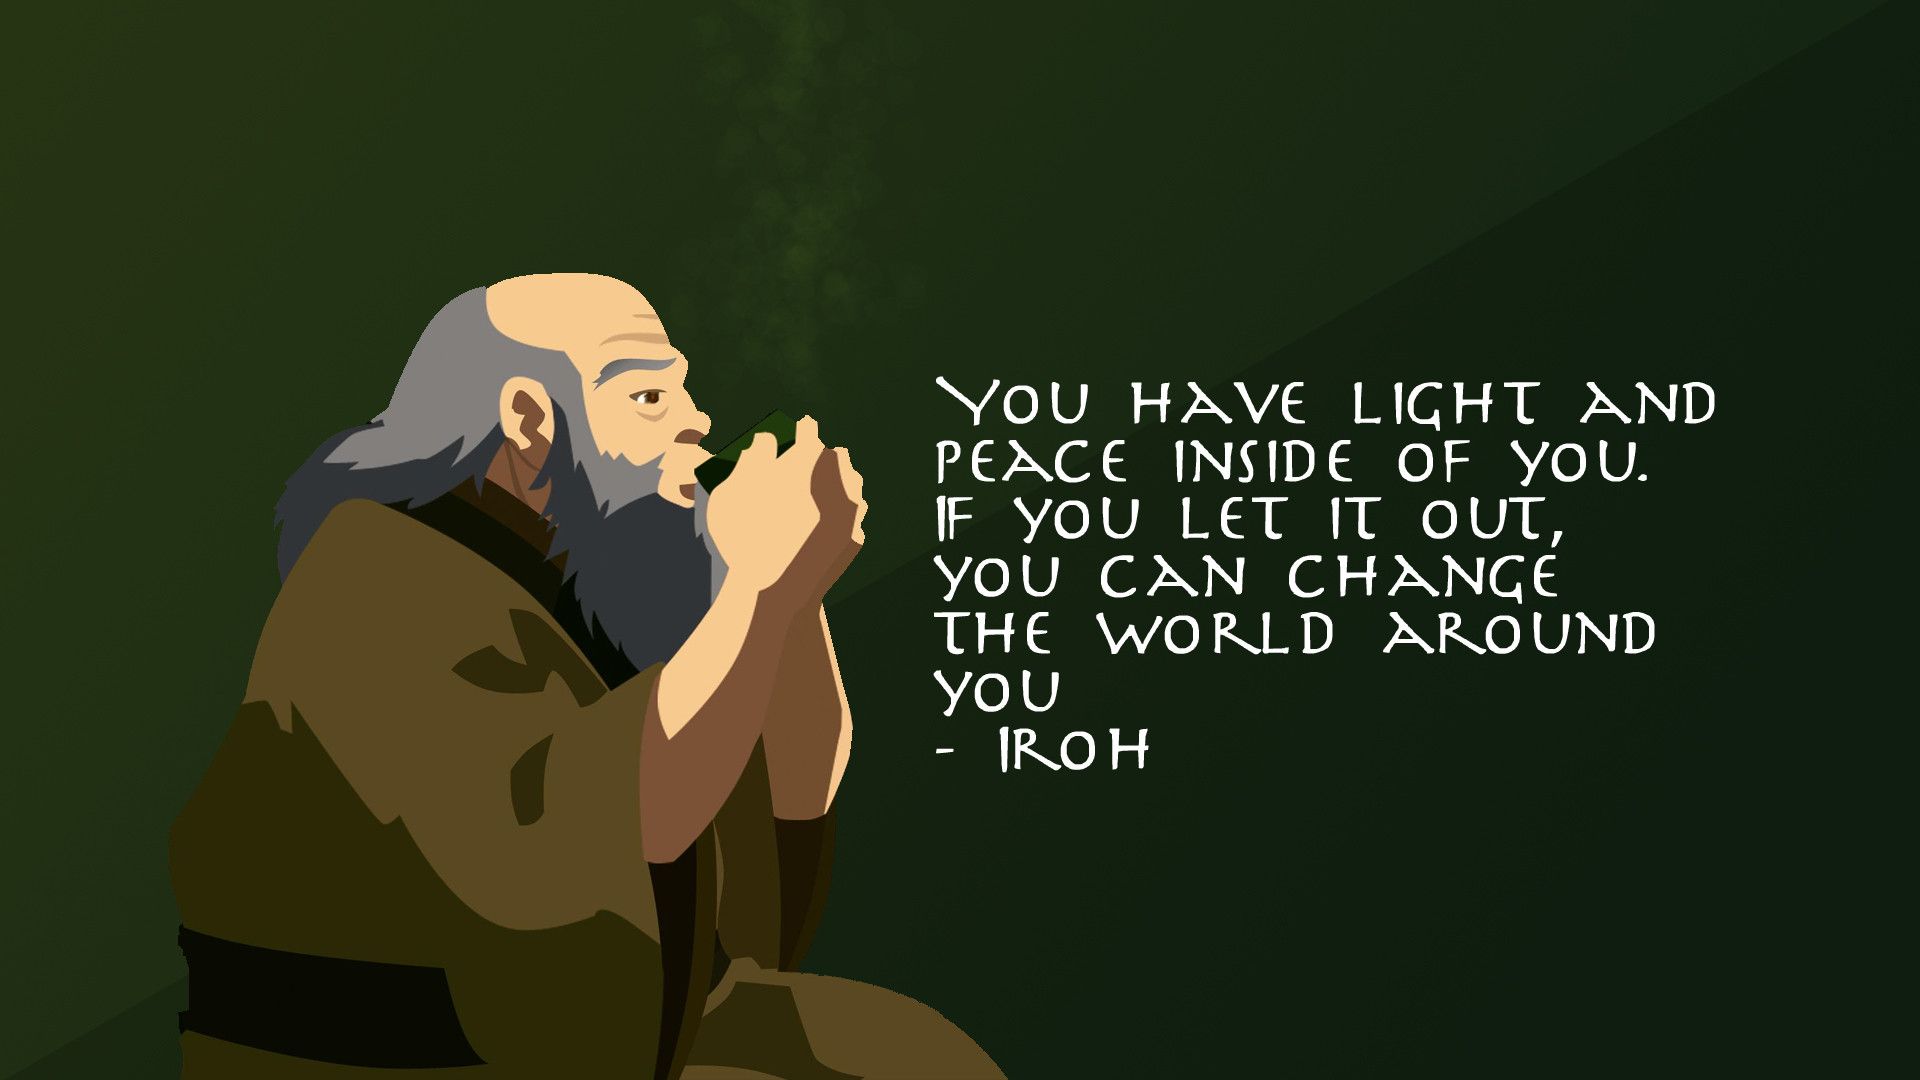 You have light and
peace inside of you.
If you let it out,
you can change
the world around
you
- Iroh